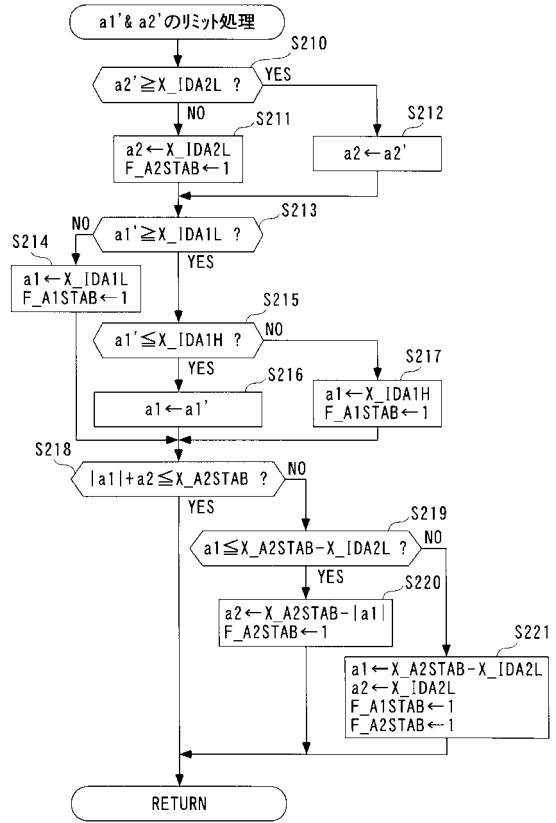 a1'& a2'のリミット処理
S210
a2'≧X_IDA2L ?
YES
NO
S211
a2←X_IDA2L
F_A2STAB←1
S212
a2←a2'
S213
a1'≧X_IDA1L ?
NO
YES
S214
a1←X_IDA1L
F_A1STAB←1
S215
a1'≦X_IDA1H ?
NO
YES
S216
a1←a1'
S217
a1←X_IDA1H
F_A1STAB←1
S218
|a1|+a2≦X_A2STAB ?
NO
YES
S219
a1≦X_A2STAB-X_IDA2L ?
NO
YES
S220
a2←X_A2STAB-|a1|
F_A2STAB←1
S221
a1←X_A2STAB-X_IDA2L
a2←X_IDA2L
F_A1STAB←1
F_A2STAB←1
RETURN